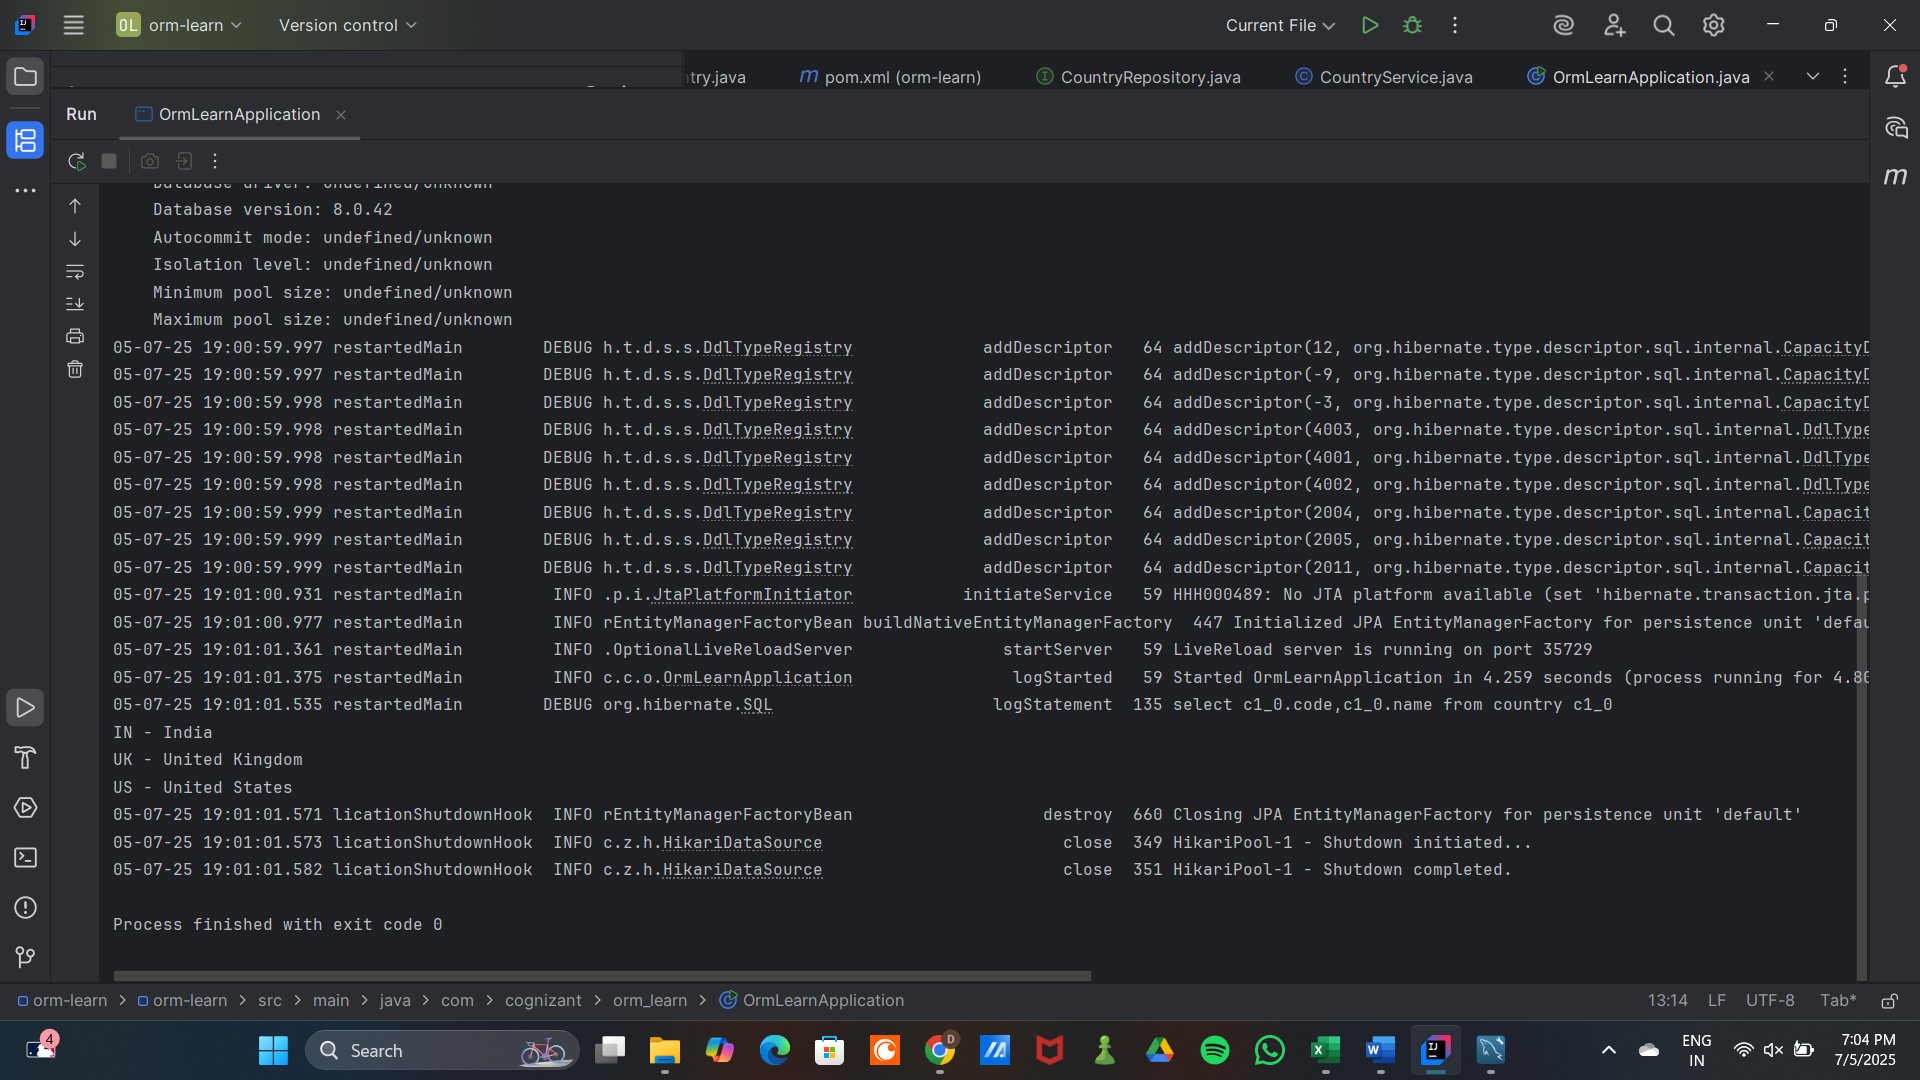 OL orm-learn Version control Current File
try.java m pom.xml (orm-learn) CountryRepository.java CountryService.java OrmLearnApplication.java
Run OrmLearnApplication
Database driver: undefined/unknown
Database version: 8.0.42
Autocommit mode: undefined/unknown
Isolation level: undefined/unknown
Minimum pool size: undefined/unknown
Maximum pool size: undefined/unknown
05-07-25 19:00:59.997 restartedMain DEBUG h.t.d.s.s.DdlTypeRegistry addDescriptor 64 addDescriptor(12, org.hibernate.type.descriptor.sql.internal.CapacityD
05-07-25 19:00:59.997 restartedMain DEBUG h.t.d.s.s.DdlTypeRegistry addDescriptor 64 addDescriptor(-9, org.hibernate.type.descriptor.sql.internal.CapacityD
05-07-25 19:00:59.998 restartedMain DEBUG h.t.d.s.s.DdlTypeRegistry addDescriptor 64 addDescriptor(-3, org.hibernate.type.descriptor.sql.internal.CapacityD
05-07-25 19:00:59.998 restartedMain DEBUG h.t.d.s.s.DdlTypeRegistry addDescriptor 64 addDescriptor(4003, org.hibernate.type.descriptor.sql.internal.DdlType
05-07-25 19:00:59.998 restartedMain DEBUG h.t.d.s.s.DdlTypeRegistry addDescriptor 64 addDescriptor(4001, org.hibernate.type.descriptor.sql.internal.DdlType
05-07-25 19:00:59.998 restartedMain DEBUG h.t.d.s.s.DdlTypeRegistry addDescriptor 64 addDescriptor(4002, org.hibernate.type.descriptor.sql.internal.DdlType
05-07-25 19:00:59.999 restartedMain DEBUG h.t.d.s.s.DdlTypeRegistry addDescriptor 64 addDescriptor(2004, org.hibernate.type.descriptor.sql.internal.Capacit
05-07-25 19:00:59.999 restartedMain DEBUG h.t.d.s.s.DdlTypeRegistry addDescriptor 64 addDescriptor(2005, org.hibernate.type.descriptor.sql.internal.Capacit
05-07-25 19:00:59.999 restartedMain DEBUG h.t.d.s.s.DdlTypeRegistry addDescriptor 64 addDescriptor(2011, org.hibernate.type.descriptor.sql.internal.Capacit
05-07-25 19:01:00.931 restartedMain INFO .p.i.JtaPlatformInitiator initiateService 59 HHH000489: No JTA platform available (set 'hibernate.transaction.jta.p
05-07-25 19:01:00.977 restartedMain INFO rEntityManagerFactoryBean buildNativeEntityManagerFactory 447 Initialized JPA EntityManagerFactory for persistence unit 'defau
05-07-25 19:01:01.361 restartedMain INFO .OptionalLiveReloadServer startServer 59 LiveReload server is running on port 35729
05-07-25 19:01:01.375 restartedMain INFO c.c.o.OrmLearnApplication logStarted 59 Started OrmLearnApplication in 4.259 seconds (process running for 4.80
05-07-25 19:01:01.535 restartedMain DEBUG org.hibernate.SQL logStatement 135 select c1_0.code,c1_0.name from country c1_0
IN - India
UK - United Kingdom
US - United States
05-07-25 19:01:01.571 licationShutdownHook INFO rEntityManagerFactoryBean destroy 660 Closing JPA EntityManagerFactory for persistence unit 'default'
05-07-25 19:01:01.573 licationShutdownHook INFO c.z.h.HikariDataSource close 349 HikariPool-1 - Shutdown initiated...
05-07-25 19:01:01.582 licationShutdownHook INFO c.z.h.HikariDataSource close 351 HikariPool-1 - Shutdown completed.
Process finished with exit code 0
orm-learn > orm-learn > src > main > java > com > cognizant > orm_learn > OrmLearnApplication 13:14 LF UTF-8 Tab*
4 Search ENG IN 7:04 PM
7/5/2025